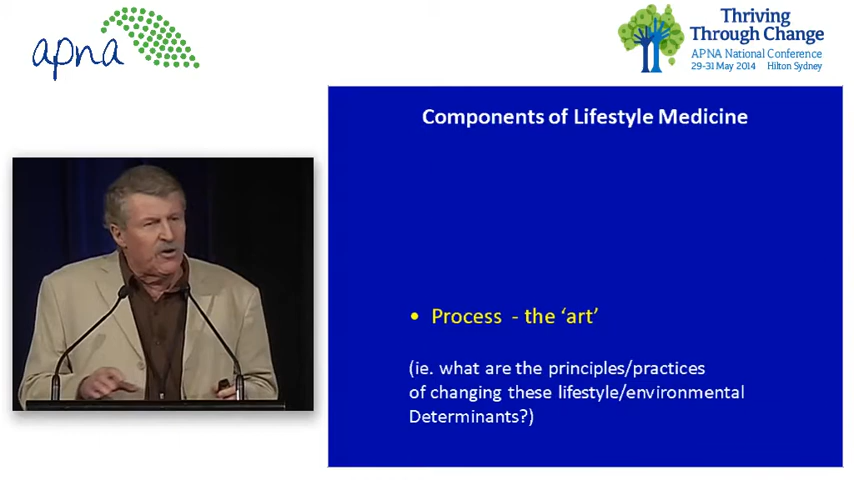 apna
Thriving
Through Change
APNA National Conference
29-31 May 2014 Hilton Sydney
Components of Lifestyle Medicine
• Process - the ‘art’
(ie. what are the principles/practices
of changing these lifestyle/environmental
Determinants?)